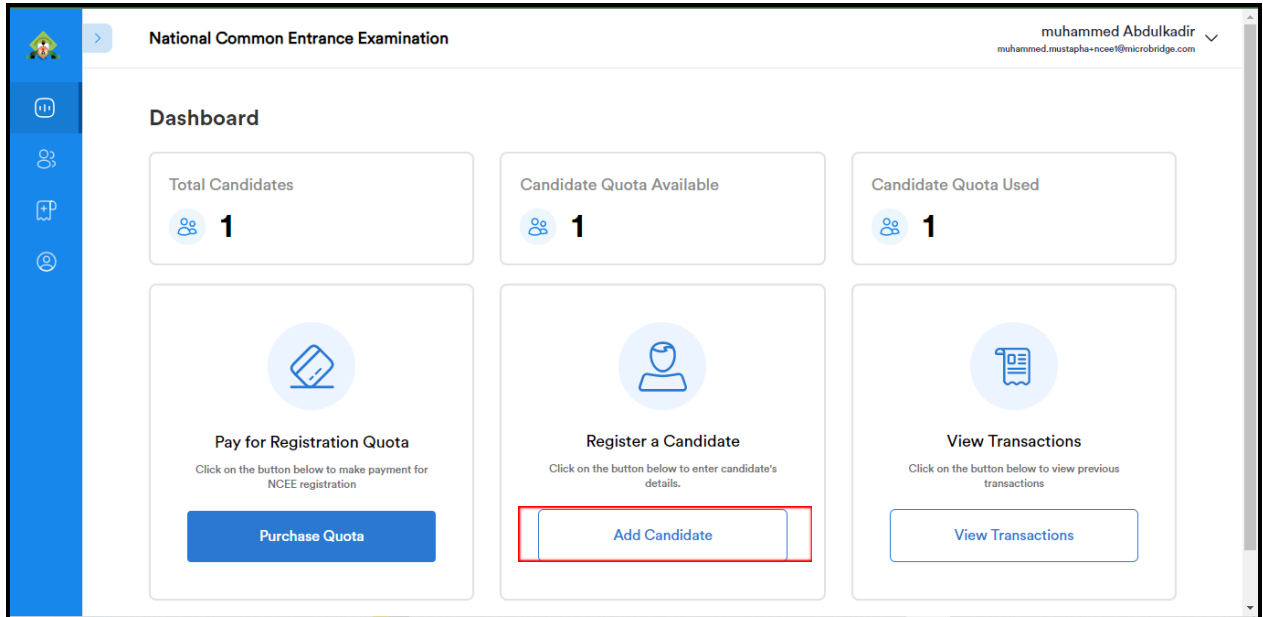 National Common Entrance Examination
muhammed Abdulkadir
muhammed.mustapha+ncee1@microbridge.com
Dashboard
Total Candidates
1
Candidate Quota Available
1
Candidate Quota Used
1
Pay for Registration Quota
Click on the button below to make payment for
NCEE registration
Purchase Quota
Register a Candidate
Click on the button below to enter candidate's
details.
Add Candidate
View Transactions
Click on the button below to view previous
transactions
View Transactions